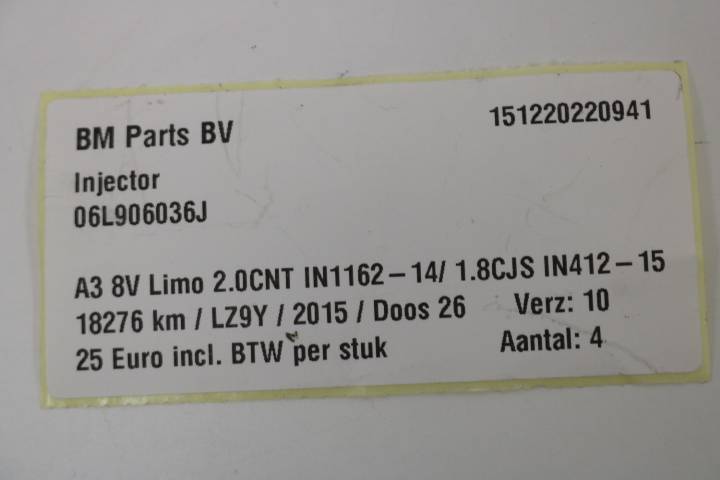 BM Parts BV
151220220941
Injector
06L906036J
A3 8V Limo 2.0CNT IN1162-14/ 1.8CJS IN412-15
18276 km / LZ9Y / 2015 / Doos 26 Verz: 10
25 Euro incl. BTW per stuk Aantal: 4